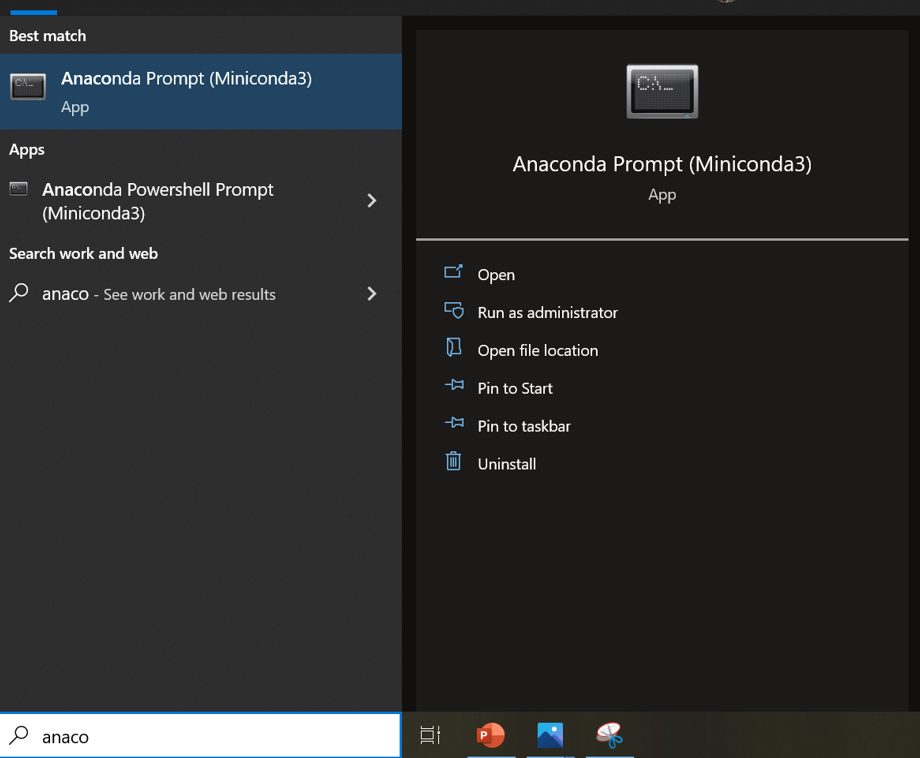 Best match
Anaconda Prompt (Miniconda3)
App
Apps
Anaconda Powershell Prompt
(Miniconda3)
Search work and web
anaco - See work and web results
C:\_
Anaconda Prompt (Miniconda3)
App
Open
Run as administrator
Open file location
Pin to Start
Pin to taskbar
Uninstall
anaco
P